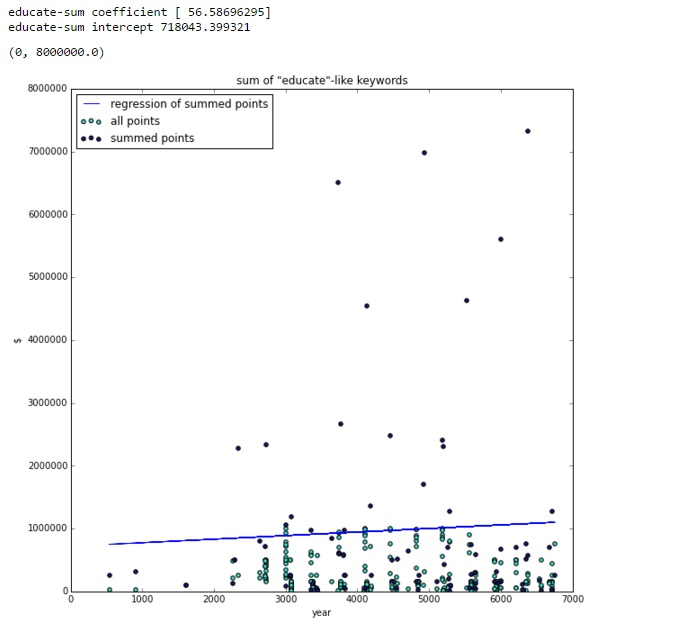 educate-sum coefficient [ 56.58696295]
educate-sum intercept 718043.399321
(0, 8000000.0)
sum of "educate"-like keywords
regression of summed points
all points
summed points
8000000
7000000
6000000
5000000
4000000
3000000
2000000
1000000
0
$
0 1000 2000 3000 4000 5000 6000 7000
year